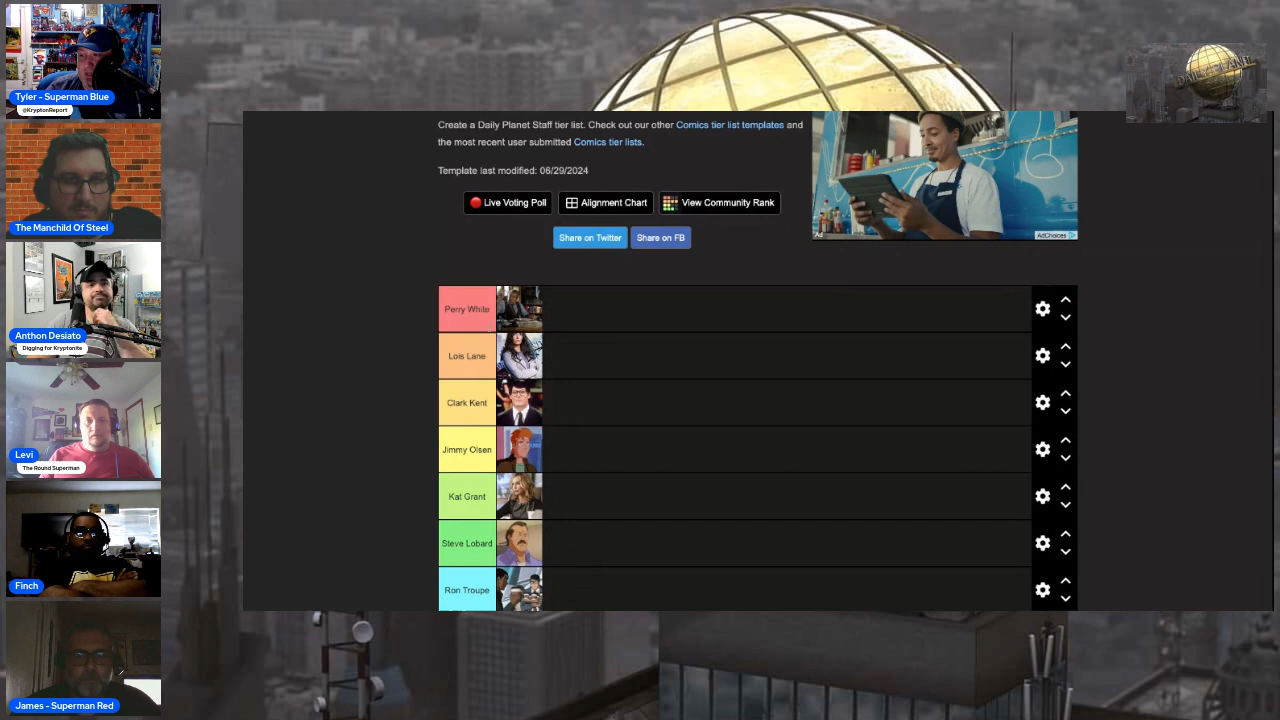 Tyler - Superman Blue
@KryptonReport
The Manchild Of Steel
Anthon Desiato
Digging for Kryptonite
Levi
The Round Superman
Finch
James - Superman Red
Create a Daily Planet Staff tier list. Check out our other Comics tier list templates and
the most recent user submitted Comics tier lists.
Template last modified: 06/29/2024
Live Voting Poll
Alignment Chart
View Community Rank
Share on Twitter
Share on FB
Ad
AdChoices
DAILY PLANET
Perry White
Lois Lane
Clark Kent
Jimmy Olsen
Kat Grant
Steve Lobard
Ron Troupe